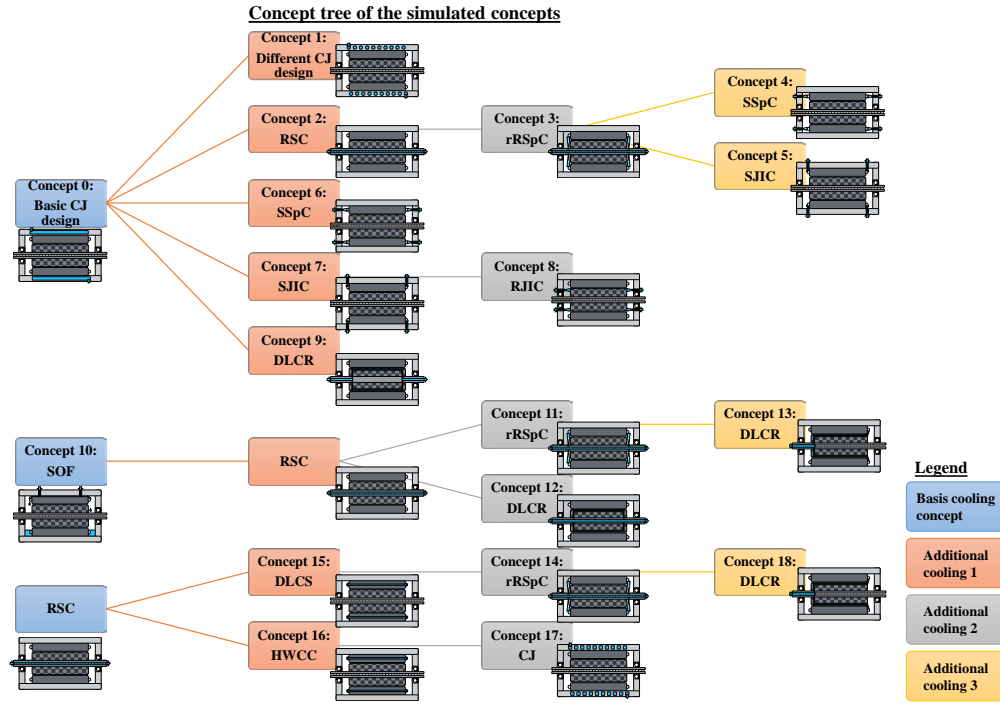 Concept tree of the simulated concepts
Concept 1:
Different CJ
design
Concept 2:
RSC
Concept 3:
rRSpC
Concept 4:
SSpC
Concept 5:
SJIC
Concept 0:
Basic CJ
design
Concept 6:
SSpC
Concept 7:
SJIC
Concept 8:
RJIC
Concept 9:
DLCR
Concept 10:
SOF
RSC
Concept 11:
rRSpC
Concept 13:
DLCR
Concept 12:
DLCR
RSC
Concept 15:
DLCS
Concept 14:
rRSpC
Concept 18:
DLCR
Concept 16:
HWCC
Concept 17:
CJ
Legend
Basis cooling
concept
Additional
cooling 1
Additional
cooling 2
Additional
cooling 3